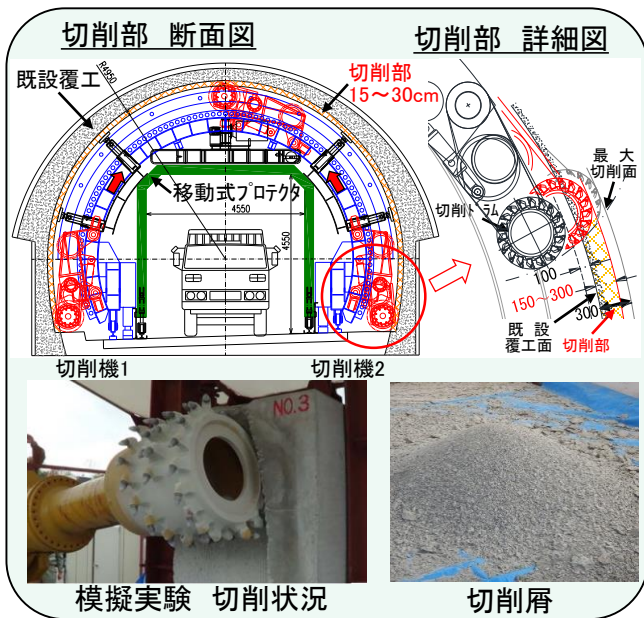 切削部 断面図
切削部 詳細図
既設覆工
R4950
切削部
15～30cm
移動式プロテクタ
4550
4550
切削機1
切削機2
最大
切削面
切削ドラム
100
150～300
300
既設
覆工面
切削部
NO.3
模擬実験 切削状況
切削屑